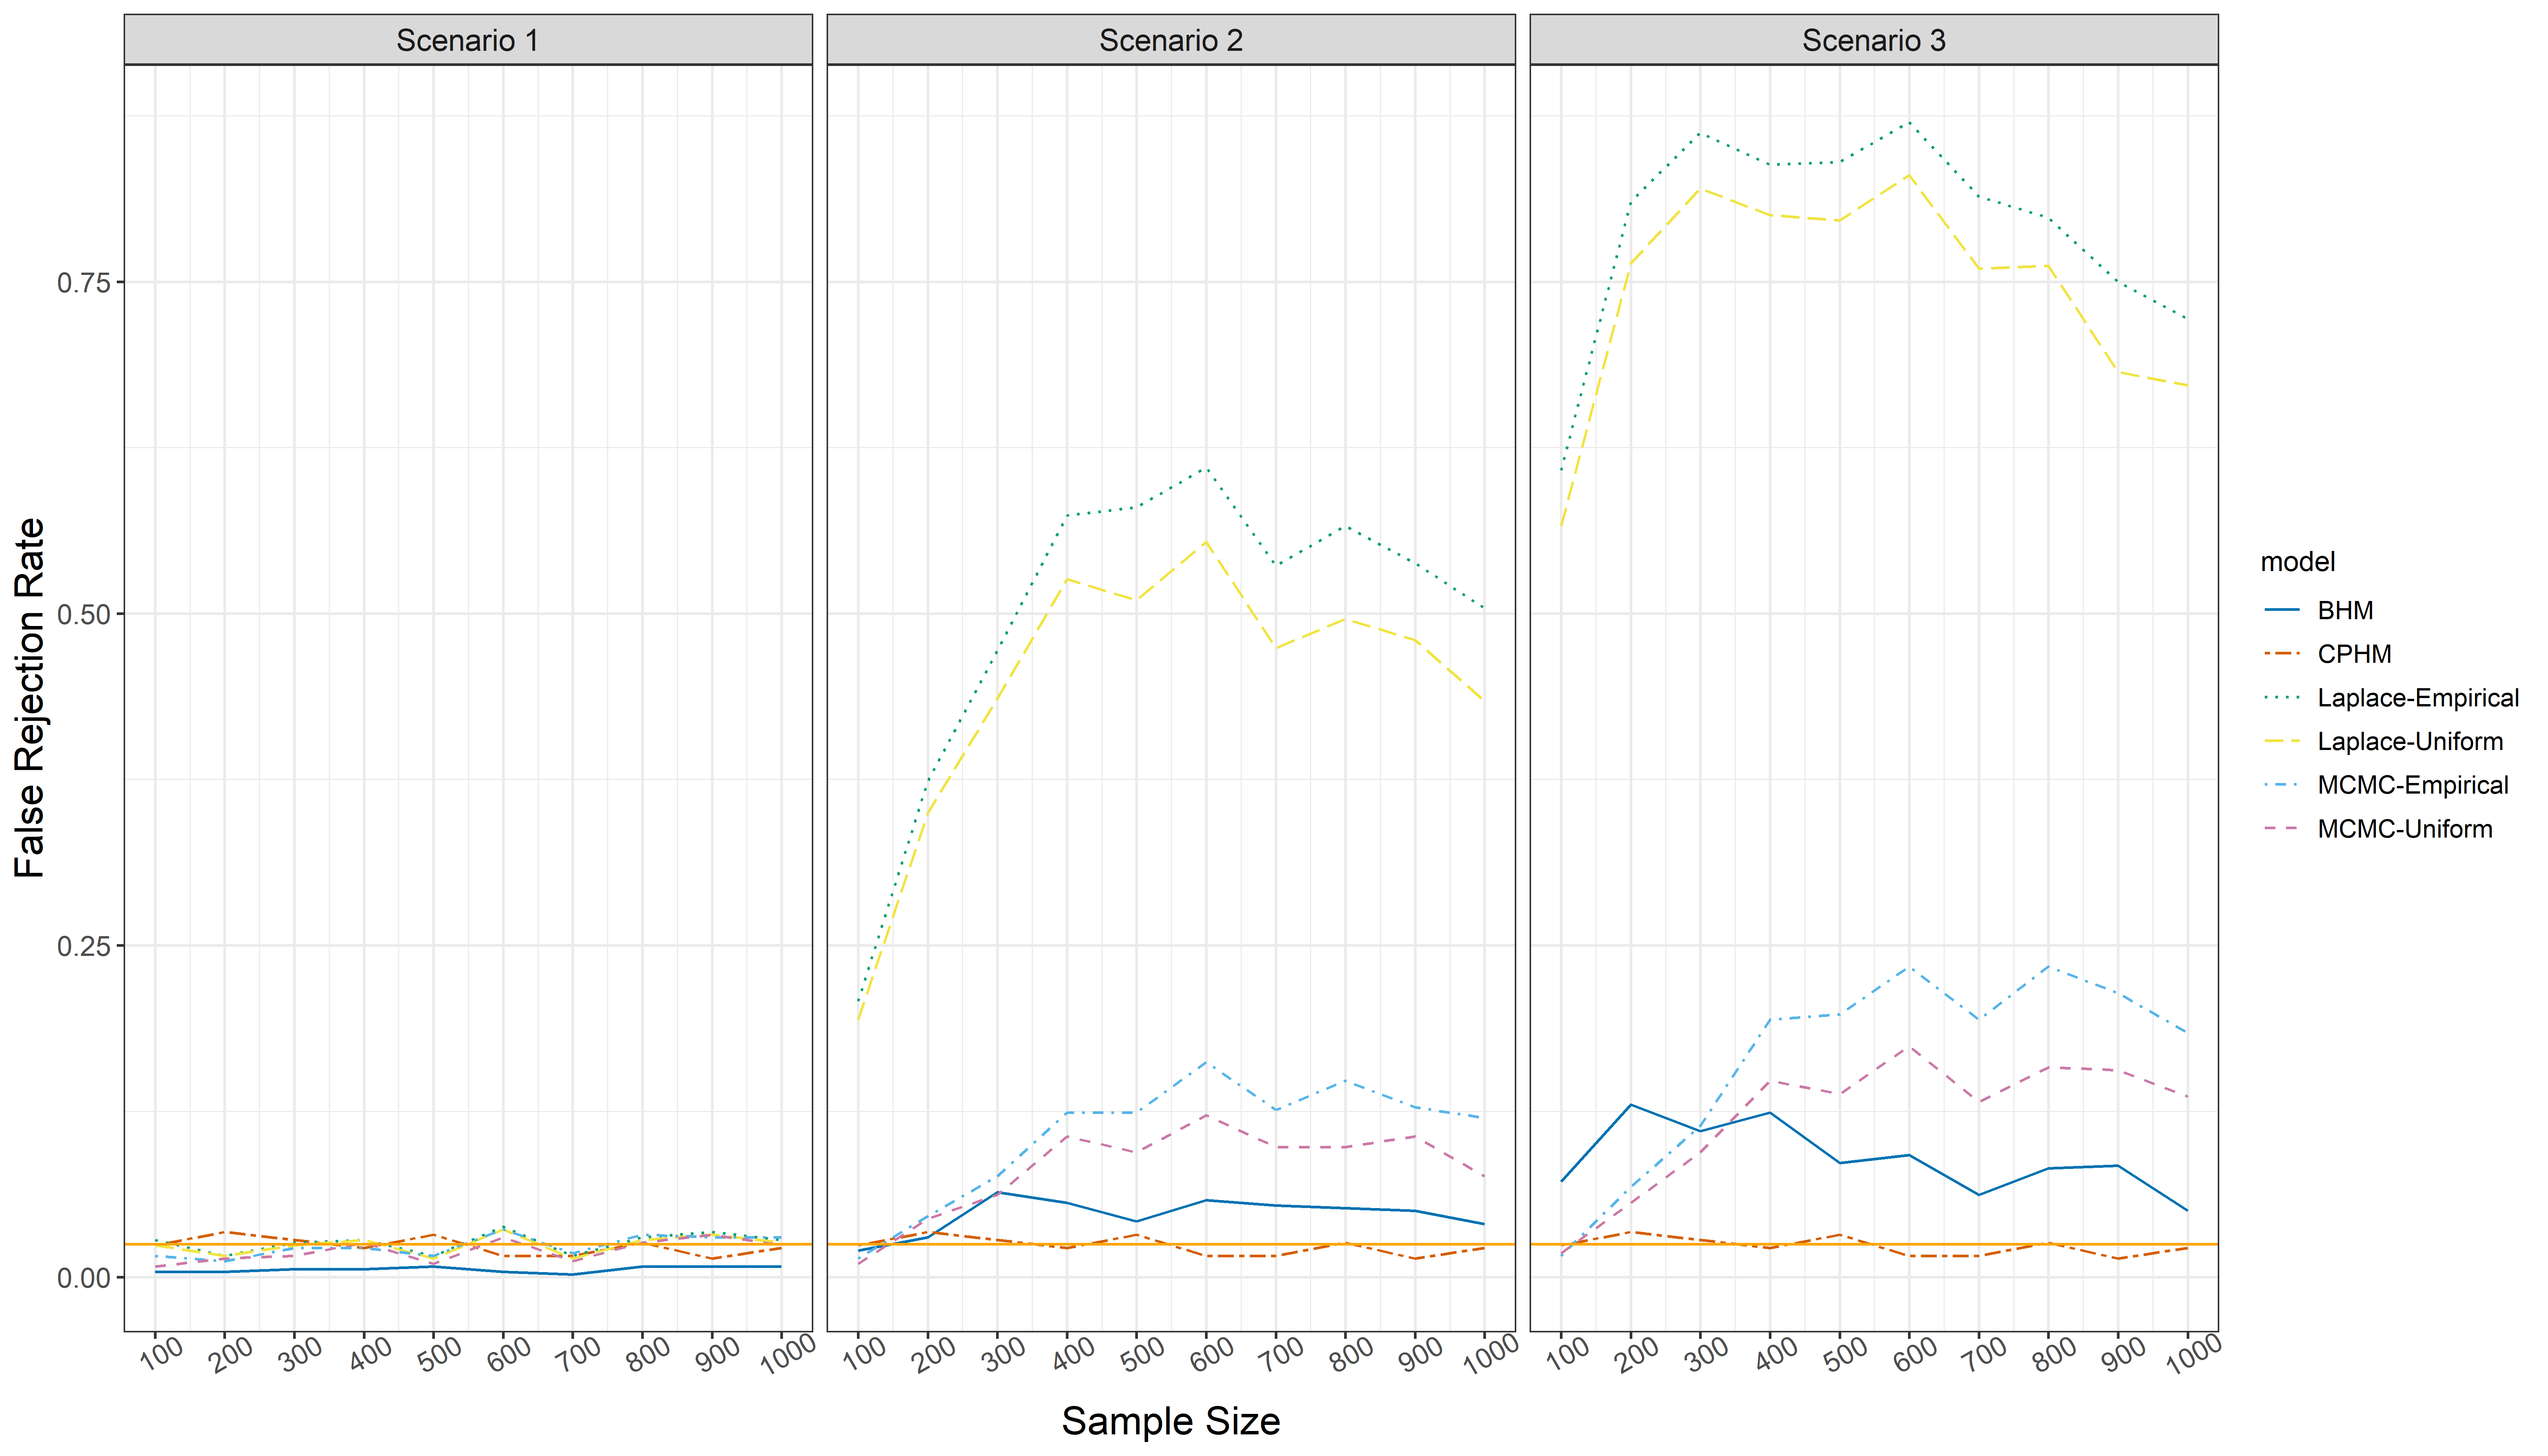 Scenario 1
Scenario 2
Scenario 3
False Rejection Rate
0.75
0.50
0.25
0.00
100 200 300 400 500 600 700 800 900 1000
100 200 300 400 500 600 700 800 900 1000
100 200 300 400 500 600 700 800 900 1000
Sample Size
model
BHM
CPHM
Laplace-Empirical
Laplace-Uniform
MCMC-Empirical
MCMC-Uniform